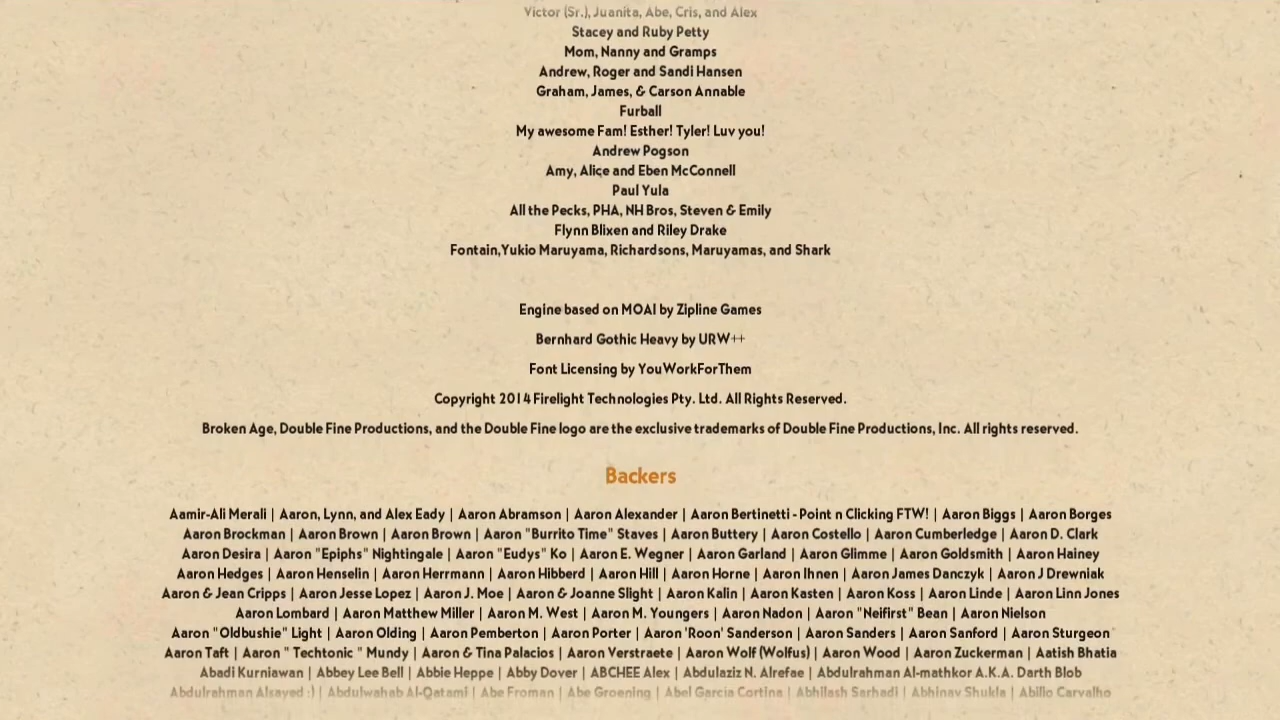 Victor (Sr.), Juanita, Abe, Cris, and Alex
Stacey and Ruby Petty
Mom, Nanny and Gramps
Andrew, Roger and Sandi Hansen
Graham, James, & Carson Annable
Furball
My awesome Fam! Esther! Tyler! Luv you!
Andrew Pogson
Amy, Alice and Eben McConnell
Paul Yula
All the Pecks, PHA, NH Bros, Steven & Emily
Flynn Blixen and Riley Drake
Fontain,Yukio Maruyama, Richardsons, Maruyamas, and Shark
Engine based on MOAI by Zipline Games
Bernhard Gothic Heavy by URW++
Font Licensing by YouWorkForThem
Copyright 2014 Firelight Technologies Pty. Ltd. All Rights Reserved.
Broken Age, Double Fine Productions, and the Double Fine logo are the exclusive trademarks of Double Fine Productions, Inc. All rights reserved.
Backers
Aamir-Ali Merali | Aaron, Lynn, and Alex Eady | Aaron Abramson | Aaron Alexander | Aaron Bertinetti - Point n Clicking FTW! | Aaron Biggs | Aaron Borges
Aaron Brockman | Aaron Brown | Aaron Brown | Aaron "Burrito Time" Staves | Aaron Buttery | Aaron Costello | Aaron Cumberledge | Aaron D. Clark
Aaron Desira | Aaron "Epiphs" Nightingale | Aaron "Eudys" Ko | Aaron E. Wegner | Aaron Garland | Aaron Glimme | Aaron Goldsmith | Aaron Hainey
Aaron Hedges | Aaron Henselin | Aaron Herrmann | Aaron Hibberd | Aaron Hill | Aaron Horne | Aaron Ihnen | Aaron James Danczyk | Aaron J Drewniak
Aaron & Jean Cripps | Aaron Jesse Lopez | Aaron J. Moe | Aaron & Joanne Slight | Aaron Kalin | Aaron Kasten | Aaron Koss | Aaron Linde | Aaron Linn Jones
Aaron Lombard | Aaron Matthew Miller | Aaron M. West | Aaron M. Youngers | Aaron Nadon | Aaron "Neifirst" Bean | Aaron Nielson
Aaron "Oldbushie" Light | Aaron Olding | Aaron Pemberton | Aaron Porter | Aaron 'Roon' Sanderson | Aaron Sanders | Aaron Sanford | Aaron Sturgeon
Aaron Taft | Aaron " Techtonic " Mundy | Aaron & Tina Palacios | Aaron Verstraete | Aaron Wolf (Wolfus) | Aaron Wood | Aaron Zuckerman | Aatish Bhatia
Abadi Kurniawan | Abbey Lee Bell | Abbie Heppe | Abby Dover | ABCHEE Alex | Abdulaziz N. Alrefae | Abdulrahman Al-mathkor A.K.A. Darth Blob
Abdulrahman Alsayed :) | Abdulwahab Al-Qatami | Abe Froman | Abe Groening | Abel Garcia Cortina | Abhilash Sarhadi | Abhinav Shukla | Abilio Carvalho